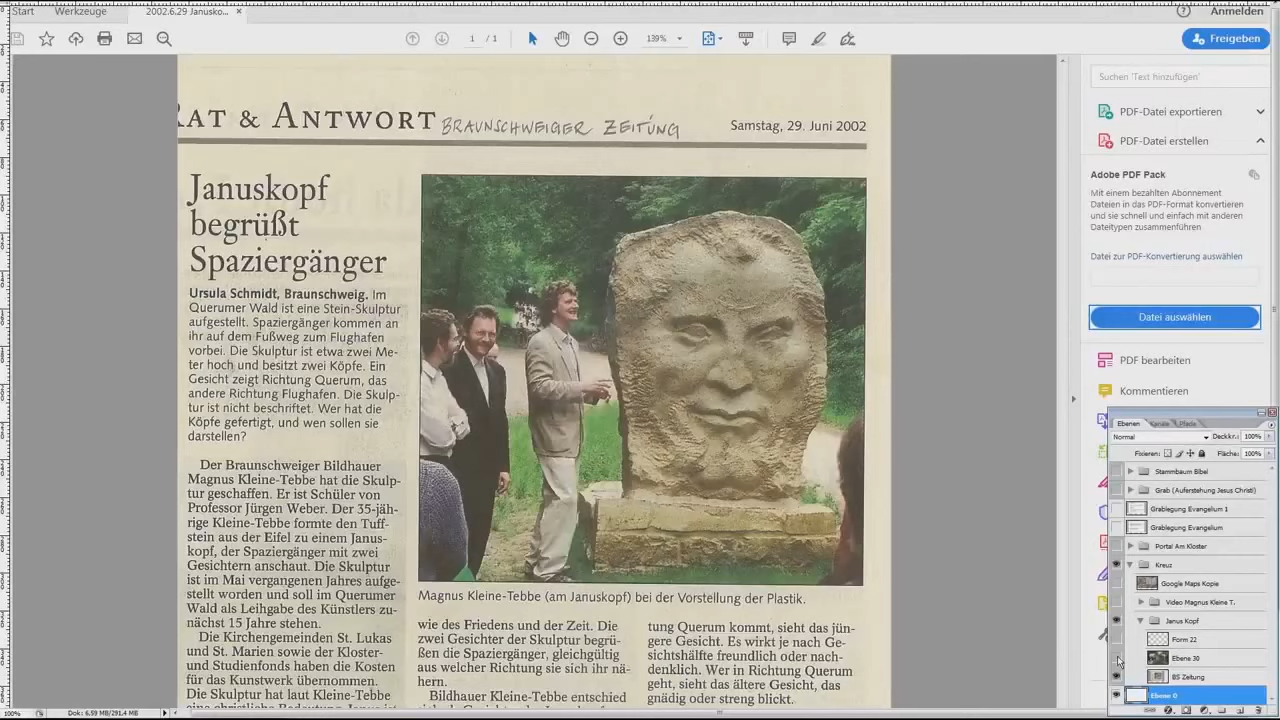 Start Werkzeuge 2002.6.29 Janusko... × Anmelden
1 / 1 139% Freigeben
Suchen 'Text hinzufügen'
PDF-Datei exportieren
PDF-Datei erstellen
Adobe PDF Pack
Mit einem bezahlten Abonnement
Dateien in das PDF-Format konvertieren
und sie schnell und einfach mit anderen
Dateitypen zusammenführen
Datei zur PDF-Konvertierung auswählen
Datei auswählen
PDF bearbeiten
Kommentieren
RAT & ANTWORT BRAUNSCHWEIGER ZEITUNG Samstag, 29. Juni 2002
Januskopf
begrüßt
Spaziergänger
Ursula Schmidt, Braunschweig. Im
Querumer Wald ist eine Stein-Skulptur
aufgestellt. Spaziergänger kommen an
ihr auf dem Fußweg zum Flughafen
vorbei. Die Skulptur ist etwa zwei Me-
ter hoch und besitzt zwei Köpfe. Ein
Gesicht zeigt Richtung Querum, das
andere Richtung Flughafen. Die Skulp-
tur ist nicht beschriftet. Wer hat die
Köpfe gefertigt, und wen sollen sie
darstellen?
Der Braunschweiger Bildhauer
Magnus Kleine-Tebbe hat die Skulp-
tur geschaffen. Er ist Schüler von
Professor Jürgen Weber. Der 35-jäh-
rige Kleine-Tebbe formte den Tuff-
stein aus der Eifel zu einem Janus-
kopf, der Spaziergänger mit zwei
Gesichtern anschaut. Die Skulptur
ist im Mai vergangenen Jahres aufge-
stellt worden und soll im Querumer
Wald als Leihgabe des Künstlers zu-
nächst 15 Jahre stehen.
Die Kirchengemeinden St. Lukas
und St. Marien sowie der Kloster-
und Studienfonds haben die Kosten
für das Kunstwerk übernommen.
Die Skulptur hat laut Kleine-Tebbe
eine christliche Bedeutung. Janus ist
Magnus Kleine-Tebbe (am Januskopf) bei der Vorstellung der Plastik.
wie des Friedens und der Zeit. Die
zwei Gesichter der Skulptur begrü-
ßen die Spaziergänger, gleichgültig
aus welcher Richtung sie sich ihr nä-
hern.
Bildhauer Kleine-Tebbe entschied
tung Querum kommt, sieht das jün-
gere Gesicht. Es wirkt je nach Ge-
sichtshälfte freundlich oder nach-
denklich. Wer in Richtung Querum
geht, sieht das ältere Gesicht, das
gnädig oder streng blickt.
Ebenen Kanäle Pfade
Normal Deckkr.: 100%
Fixieren: Fläche: 100%
Stammbaum Bibel
Grab (Auferstehung Jesus Christi)
Grablegung Evangelium 1
Grablegung Evangelium
Portal Am Kloster
Kreuz
Google Maps Kopie
Video Magnus Kleine T.
Janus Kopf
Form 22
Ebene 30
BS Zeitung
Ebene 0
100% Dok: 6.59 MB/291.4 MB